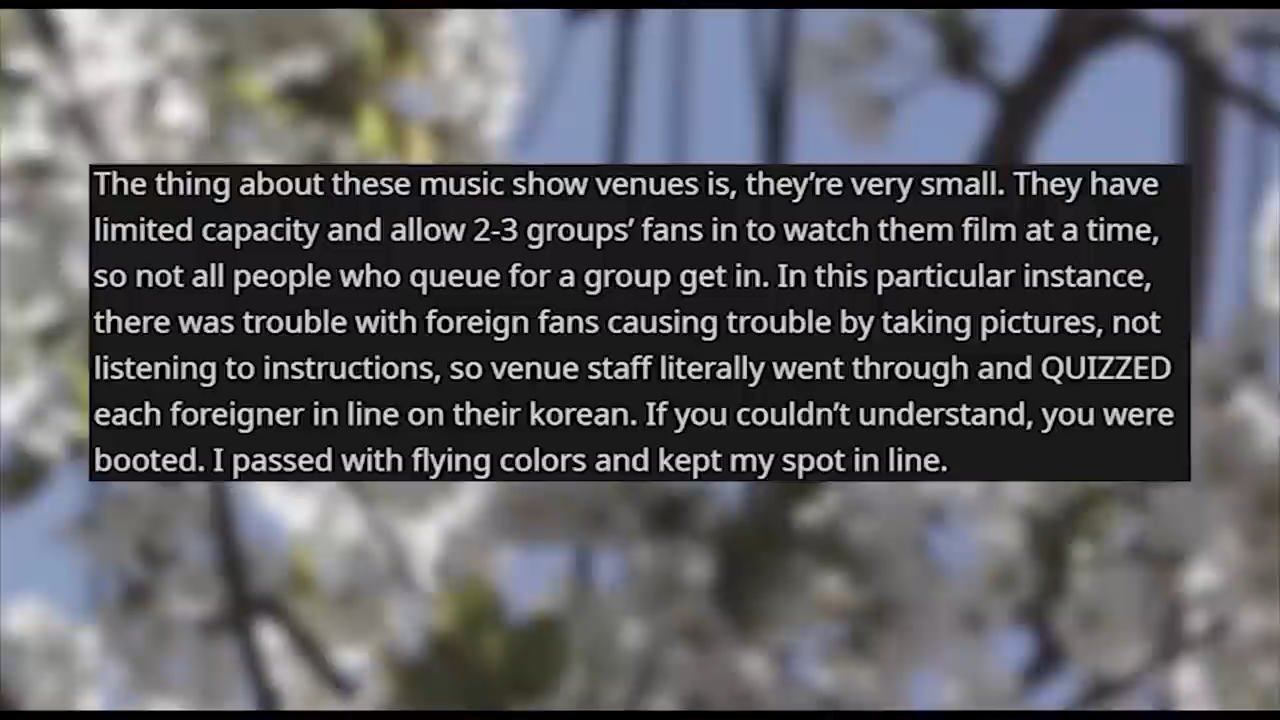 The thing about these music show venues is, they’re very small. They have
limited capacity and allow 2-3 groups’ fans in to watch them film at a time,
so not all people who queue for a group get in. In this particular instance,
there was trouble with foreign fans causing trouble by taking pictures, not
listening to instructions, so venue staff literally went through and QUIZZED
each foreigner in line on their korean. If you couldn’t understand, you were
booted. I passed with flying colors and kept my spot in line.